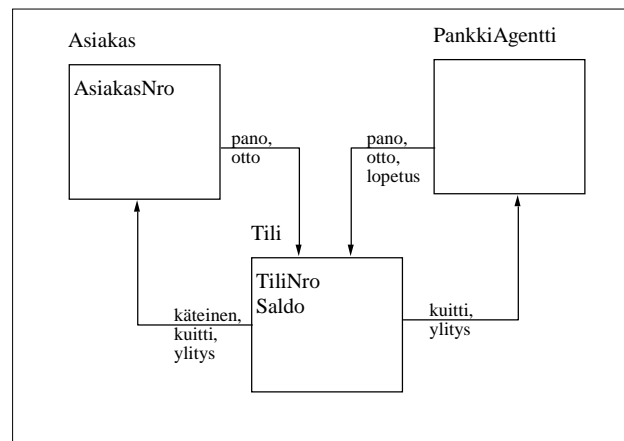 Asiakas
PankkiAgentti
AsiakasNro
pano,
otto
pano,
otto,
lopetus
Tili
TiliNro
Saldo
käteinen,
kuitti,
ylitys
kuitti,
ylitys